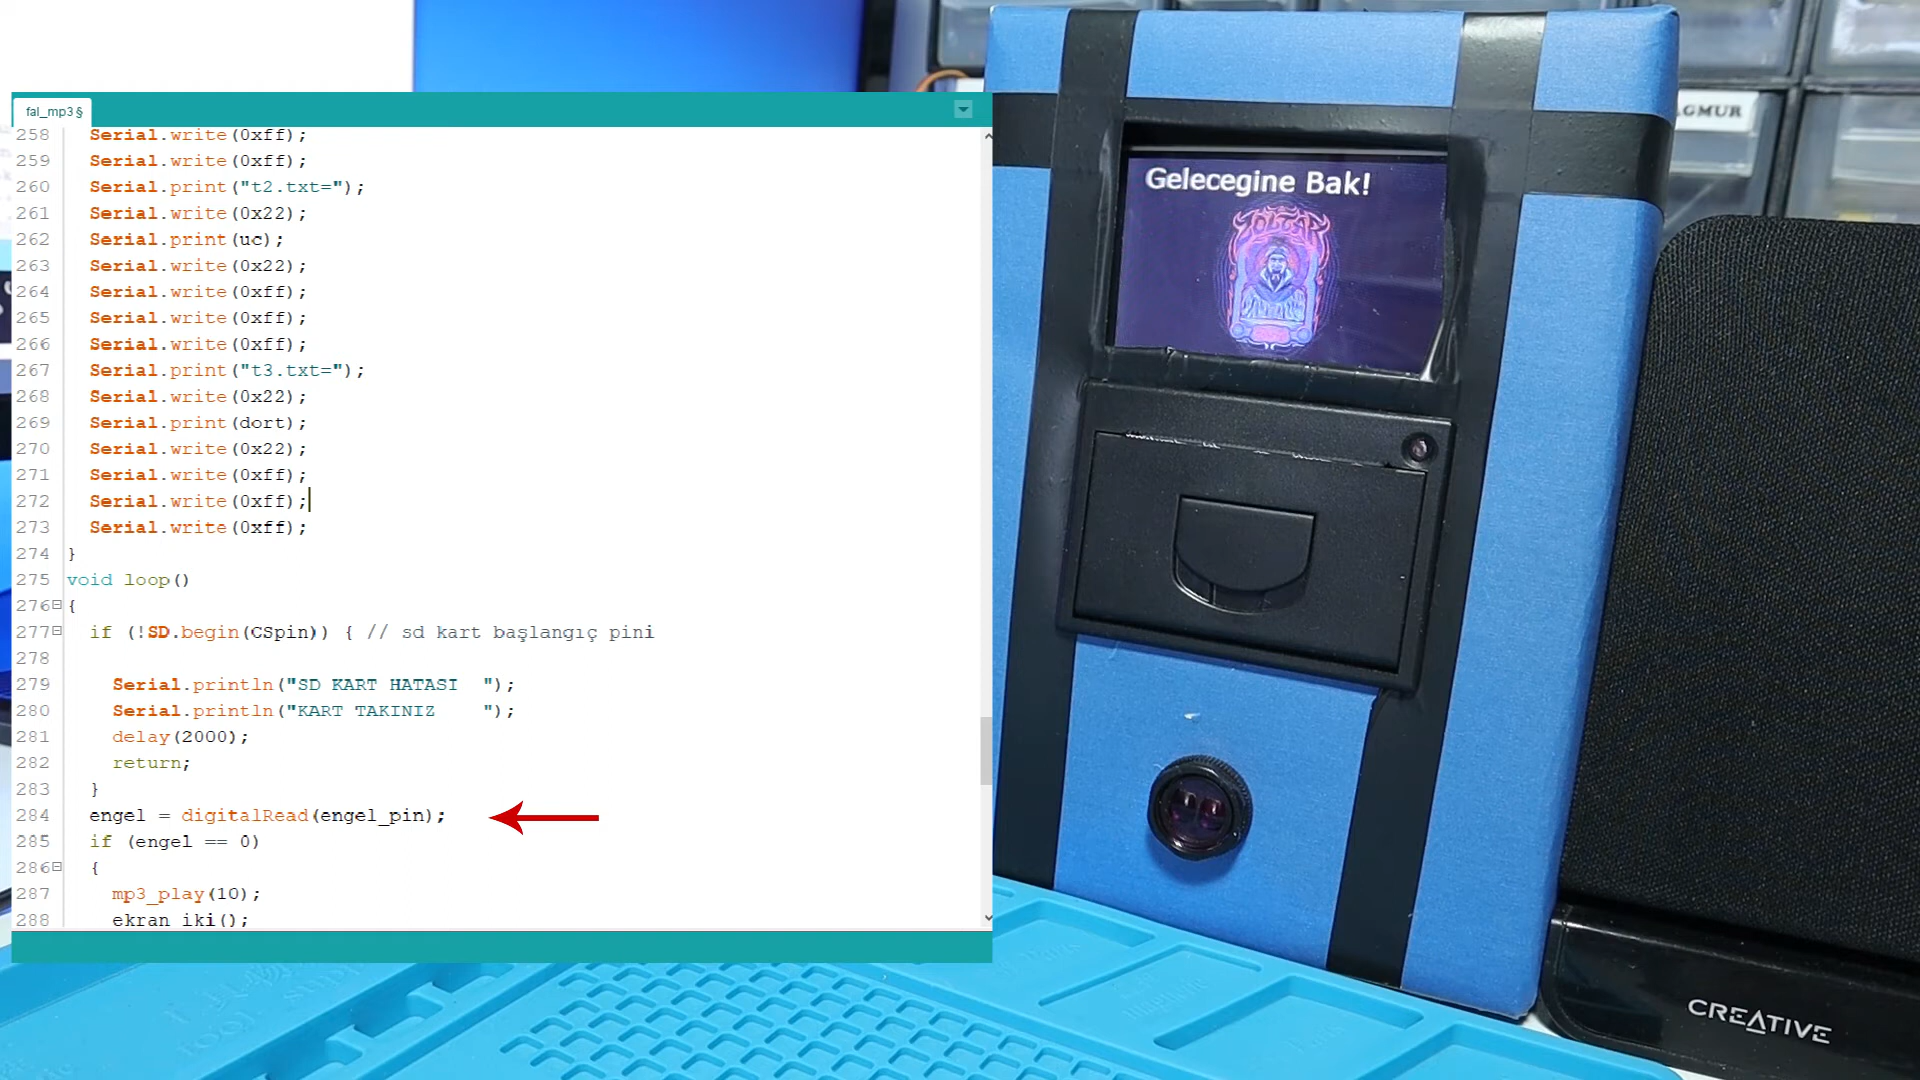 fal_mp3§
258 Serial.write(0xff);
259 Serial.write(0xff);
260 Serial.print("t2.txt=");
261 Serial.write(0x22);
262 Serial.print(uc);
263 Serial.write(0x22);
264 Serial.write(0xff);
265 Serial.write(0xff);
266 Serial.write(0xff);
267 Serial.print("t3.txt=");
268 Serial.write(0x22);
269 Serial.print(dort);
270 Serial.write(0x22);
271 Serial.write(0xff);
272 Serial.write(0xff);
273 Serial.write(0xff);
274 }
275 void loop()
276 {
277 if (!SD.begin(CSpin)) { // sd kart başlangıç pini
278
279 Serial.println("SD KART HATASI  ");
280 Serial.println("KART TAKINIZ    ");
281 delay(2000);
282 return;
283 }
284 engel = digitalRead(engel_pin);
285 if (engel == 0)
286 {
287 mp3_play(10);
288 ekran_iki();
Gelecegine Bak!
ZOLTAR
AGMUR
CREATIVE